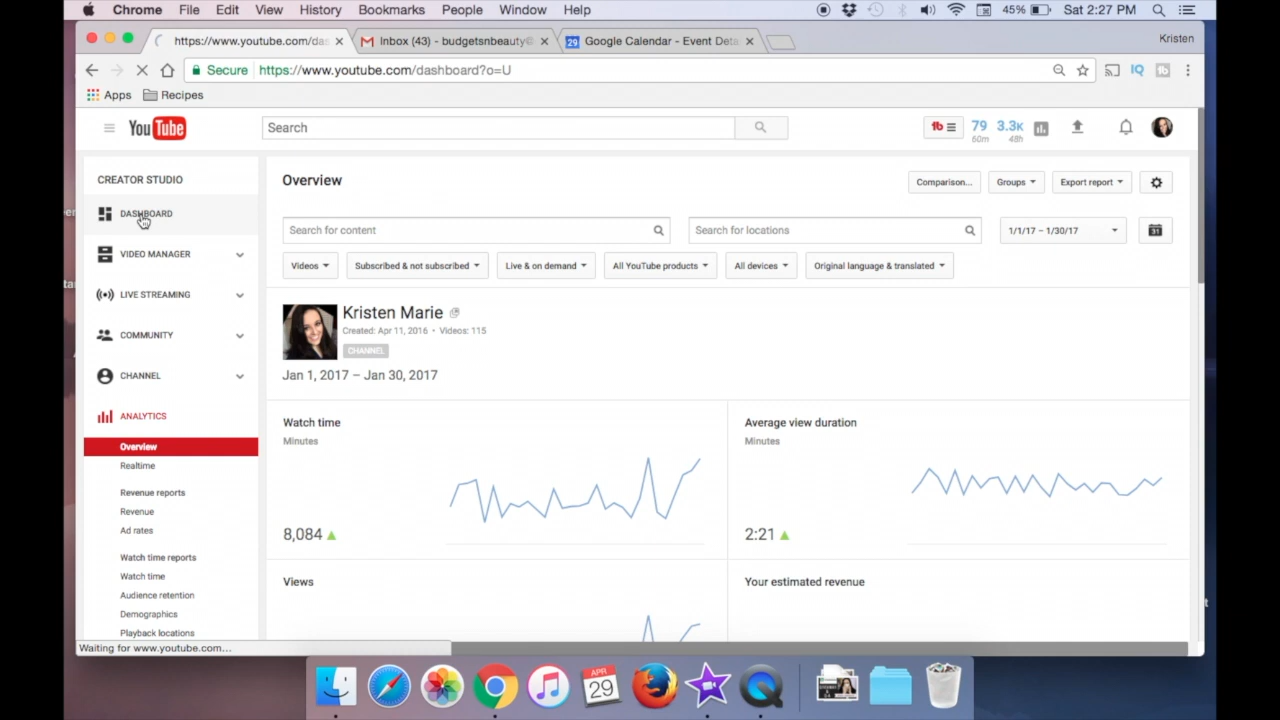 Chrome File Edit View History Bookmarks People Window Help 45% Sat 2:27 PM
https://www.youtube.com/das Inbox (43) - budgetsnbeauty@ 29 Google Calendar - Event Deta Kristen
Secure https://www.youtube.com/dashboard?o=U IQ
Apps Recipes
YouTube Search tb 79 3.3K
60m 48h
CREATOR STUDIO
DASHBOARD
VIDEO MANAGER
LIVE STREAMING
COMMUNITY
CHANNEL
ANALYTICS
Overview
Realtime
Revenue reports
Revenue
Ad rates
Watch time reports
Watch time
Audience retention
Demographics
Playback locations
Overview Comparison... Groups Export report
Search for content Search for locations 1/1/17 – 1/30/17 31
Videos Subscribed & not subscribed Live & on demand All YouTube products All devices Original language & translated
Kristen Marie
Created: Apr 11, 2016 • Videos: 115
CHANNEL
Jan 1, 2017 – Jan 30, 2017
Watch time
Minutes
8,084
Average view duration
Minutes
2:21
Views
Your estimated revenue
Waiting for www.youtube.com...
APR
29